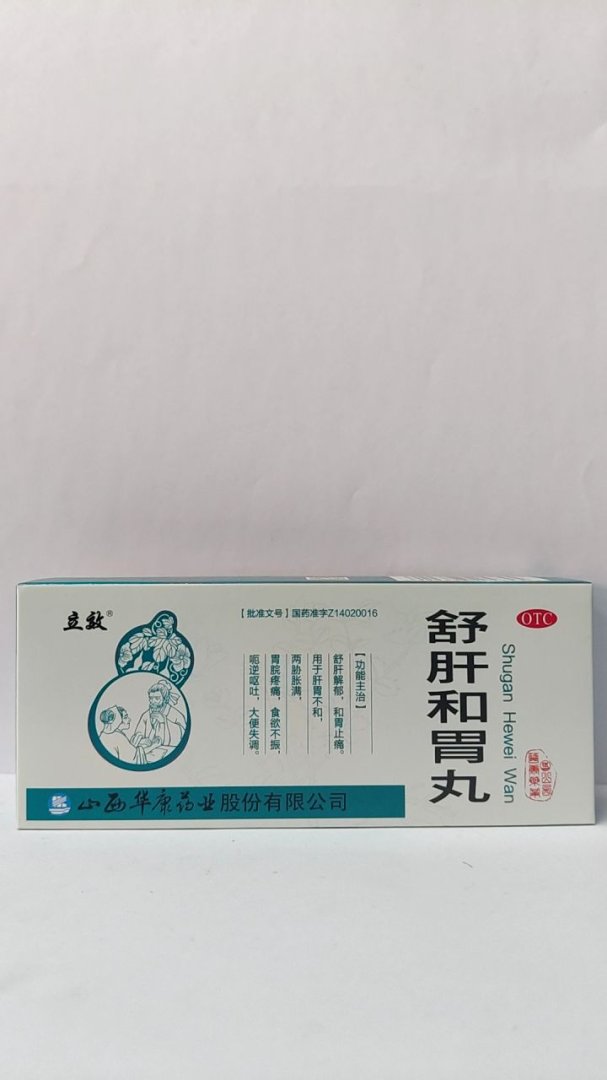 立效®
【批准文号】国药准字Z14020016
【功能主治】
舒肝解郁，和胃止痛。
用于肝胃不和，
两胁胀满，
胃脘疼痛，食欲不振，
呃逆呕吐，大便失调。
舒肝和胃丸
Shugan Hewei Wan
OTC
山西华康药业股份有限公司